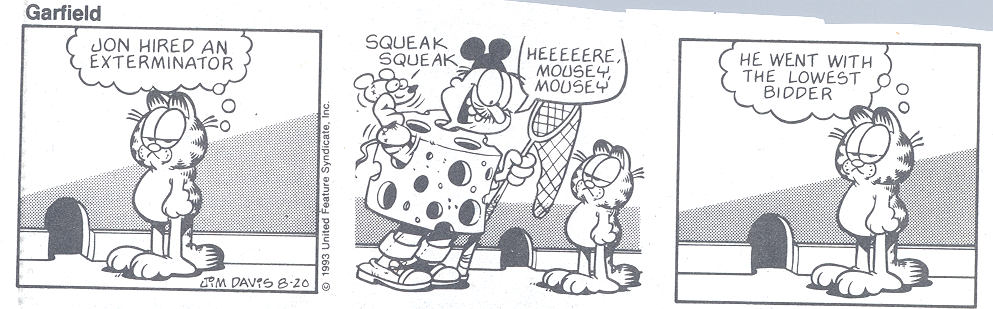 Garfield
JON HIRED AN
EXTERMINATOR
JIM DAVIS 8-20
© 1993 United Feature Syndicate, Inc.
SQUEAK
SQUEAK
HEEEEERE,
MOUSEY,
MOUSEY
HE WENT WITH
THE LOWEST
BIDDER